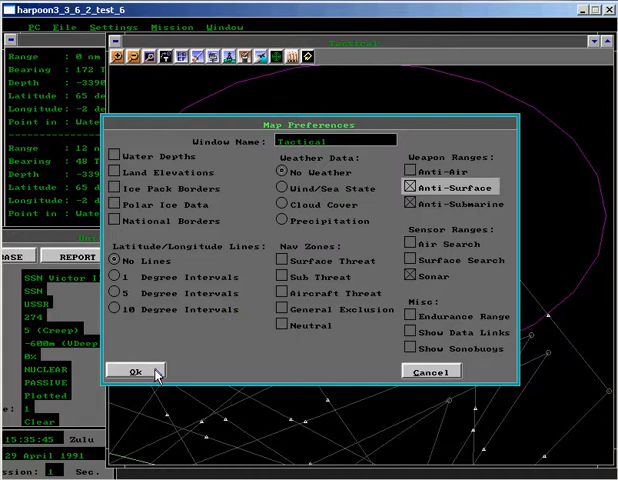 harpoon3_3_6_2_test_6
PC File Settings Mission Window
Tactical
Range: 0 nm
Bearing: 172 T
Depth: -3390
Latitude: 65 de
Longitude: -2 de
Point in: Water
Range: 12 n
Bearing: 58 T
Depth: -339
Latitude: 65 d
Longitude: -2
Point in: Wat
BASE REPORT
SSN Victor I
SSN
USSR
274
5 (Creep)
-600m (VDeep
0%
NUCLEAR
PASSIVE
Plotted
1
Clear
15:35:45 Zulu
29 April 1991
ssion: 1 Sec.
Map Preferences
Window Name: Tactical
Water Depths
Land Elevations
Ice Pack Borders
Polar Ice Data
National Borders
Latitude/Longitude Lines:
No Lines
1 Degree Intervals
5 Degree Intervals
10 Degree Intervals
Weather Data:
No Weather
Wind/Sea State
Cloud Cover
Precipitation
Nav Zones:
Surface Threat
Sub Threat
Aircraft Threat
General Exclusion
Neutral
Weapon Ranges:
Anti-Air
Anti-Surface
Anti-Submarine
Sensor Ranges:
Air Search
Surface Search
Sonar
Misc:
Endurance Range
Show Data Links
Show Sonobuoys
Ok
Cancel